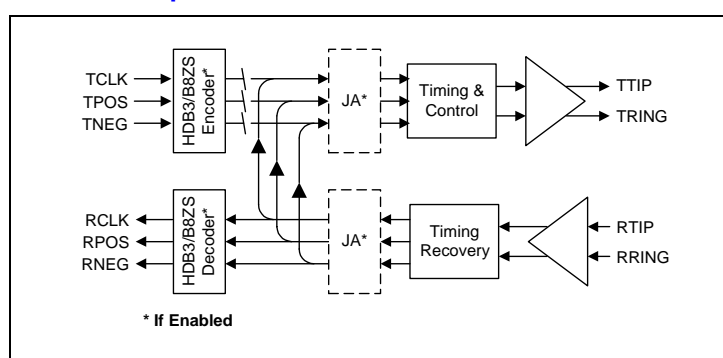 TCLK
TPOS
TNEG
HDB3/B8ZS
Encoder*
JA*
Timing &
Control
TTIP
TRING
RCLK
RPOS
RNEG
HDB3/B8ZS
Decoder*
JA*
Timing
Recovery
RTIP
RRING
* If Enabled